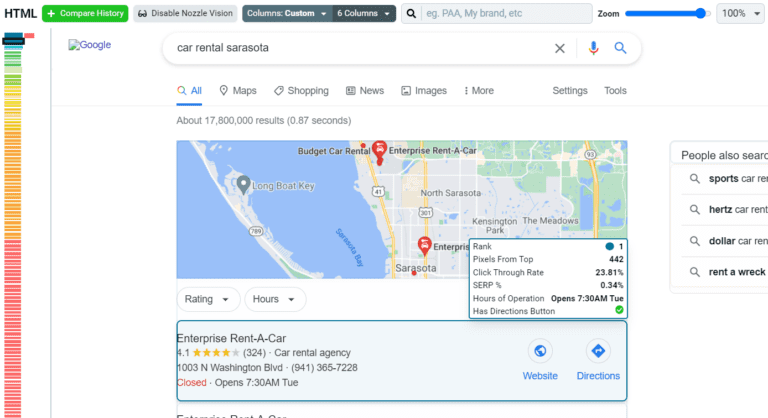 HTML
+ Compare History
Disable Nozzle Vision
Columns: Custom
6 Columns
eg. PAA, My brand, etc
Zoom
100%
Google
car rental sarasota
All
Maps
Shopping
News
Images
More
Settings
Tools
About 17,800,000 results (0.87 seconds)
Budget Car Rental
Enterprise Rent-A-Car
93
Long Boat Key
41
North Sarasota
301
Kensington
Park
The Meadows
789
Sarasota Bay
Enterpris
Sarasota
Rank 1
Pixels From Top 442
Click Through Rate 23.81%
SERP % 0.34%
Hours of Operation Opens 7:30AM Tue
Has Directions Button
Rating
Hours
Enterprise Rent-A-Car
4.1 (324) · Car rental agency
1003 N Washington Blvd · (941) 365-7228
Closed · Opens 7:30AM Tue
Website
Directions
People also searc
sports car ren
hertz car rent
dollar car ren
rent a wreck